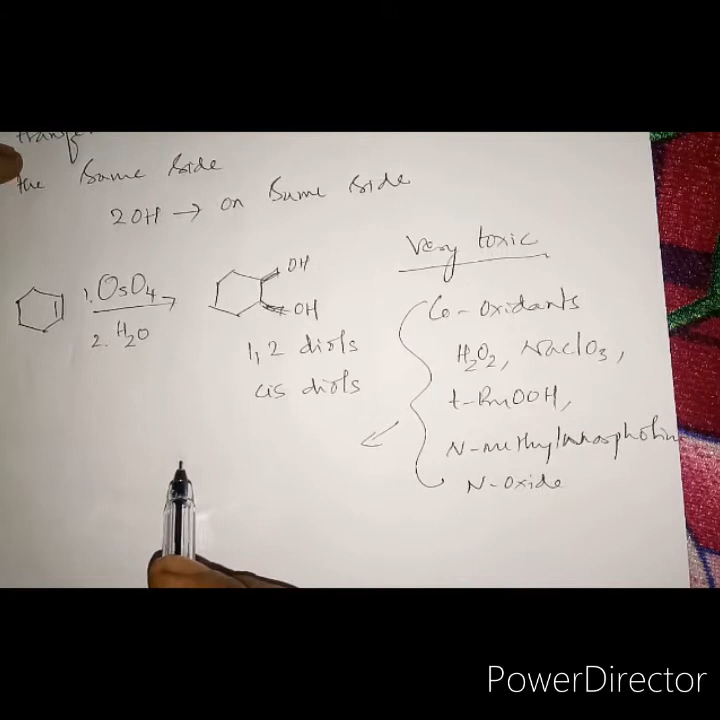 the Same side
2OH → on Same side
Very toxic
1. OsO4
2. H2O
OH
OH
1,2 diols
cis diols
Co-oxidants
H2O2, NaClO3,
t-BuOOH,
N-methylmorpholin
N-oxide
PowerDirector